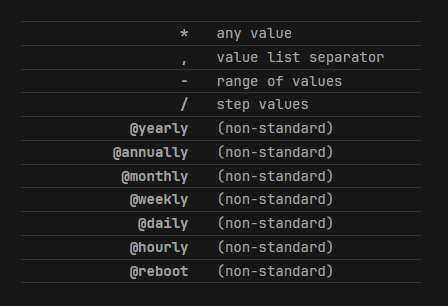 * any value
, value list separator
- range of values
/ step values
@yearly (non-standard)
@annually (non-standard)
@monthly (non-standard)
@weekly (non-standard)
@daily (non-standard)
@hourly (non-standard)
@reboot (non-standard)